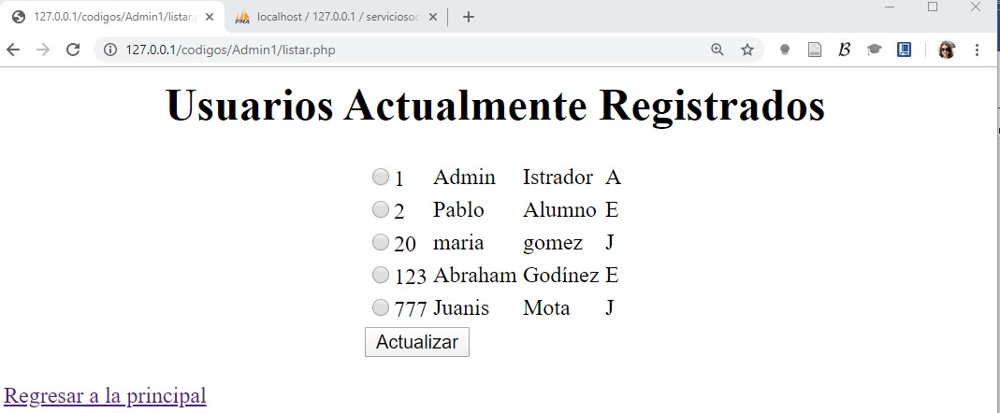 127.0.0.1/codigos/Admin1/listar.
localhost / 127.0.0.1 / serviciosoc
127.0.0.1/codigos/Admin1/listar.php
Usuarios Actualmente Registrados
1 Admin Istrador A
2 Pablo Alumno E
20 maria gomez J
123 Abraham Godínez E
777 Juanis Mota J
Actualizar
Regresar a la principal